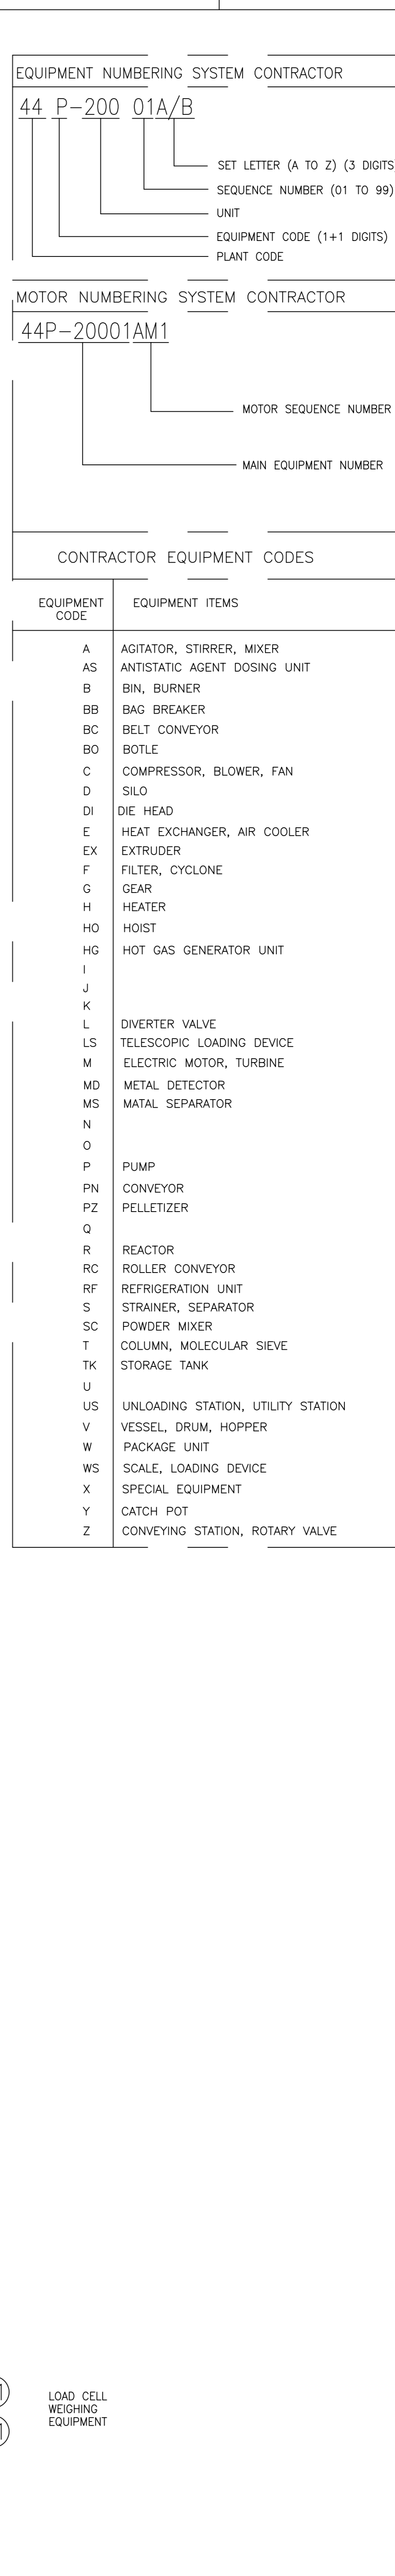 EQUIPMENT NUMBERING SYSTEM CONTRACTOR
44 P-200 01A/B
SET LETTER (A TO Z) (3 DIGITS)
SEQUENCE NUMBER (01 TO 99)
UNIT
EQUIPMENT CODE (1+1 DIGITS)
PLANT CODE
MOTOR NUMBERING SYSTEM CONTRACTOR
44P-20001AM1
MOTOR SEQUENCE NUMBER
MAIN EQUIPMENT NUMBER
CONTRACTOR EQUIPMENT CODES
EQUIPMENT CODE EQUIPMENT ITEMS
A AGITATOR, STIRRER, MIXER
AS ANTISTATIC AGENT DOSING UNIT
B BIN, BURNER
BB BAG BREAKER
BC BELT CONVEYOR
BO BOTLE
C COMPRESSOR, BLOWER, FAN
D SILO
DI DIE HEAD
E HEAT EXCHANGER, AIR COOLER
EX EXTRUDER
F FILTER, CYCLONE
G GEAR
H HEATER
HO HOIST
HG HOT GAS GENERATOR UNIT
I
J
K
L DIVERTER VALVE
LS TELESCOPIC LOADING DEVICE
M ELECTRIC MOTOR, TURBINE
MD METAL DETECTOR
MS MATAL SEPARATOR
N
O
P PUMP
PN CONVEYOR
PZ PELLETIZER
Q
R REACTOR
RC ROLLER CONVEYOR
RF REFRIGERATION UNIT
S STRAINER, SEPARATOR
SC POWDER MIXER
T COLUMN, MOLECULAR SIEVE
TK STORAGE TANK
U
US UNLOADING STATION, UTILITY STATION
V VESSEL, DRUM, HOPPER
W PACKAGE UNIT
WS SCALE, LOADING DEVICE
X SPECIAL EQUIPMENT
Y CATCH POT
Z CONVEYING STATION, ROTARY VALVE
LOAD CELL
WEIGHING
EQUIPMENT